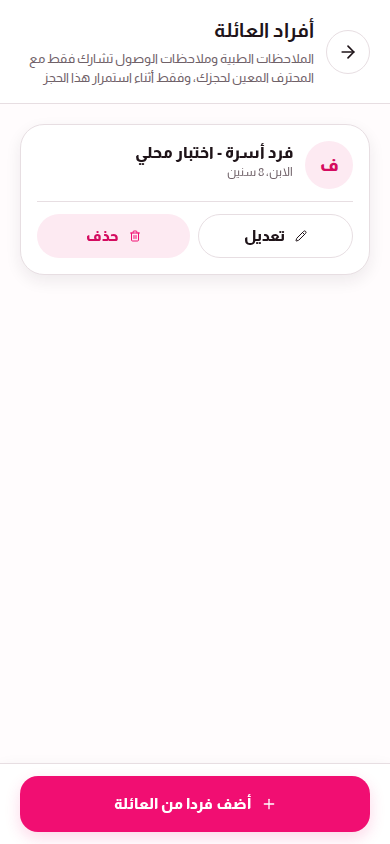 أفراد العائلة
الملاحظات الطبية وملاحظات الوصول تشارك فقط مع
المحترف المعين لحجزك، وفقط أثناء استمرار هذا الحجز
ف
فرد أسرة - اختبار محلي
الابن، 8 سنين
تعديل
حذف
أضف فردا من العائلة